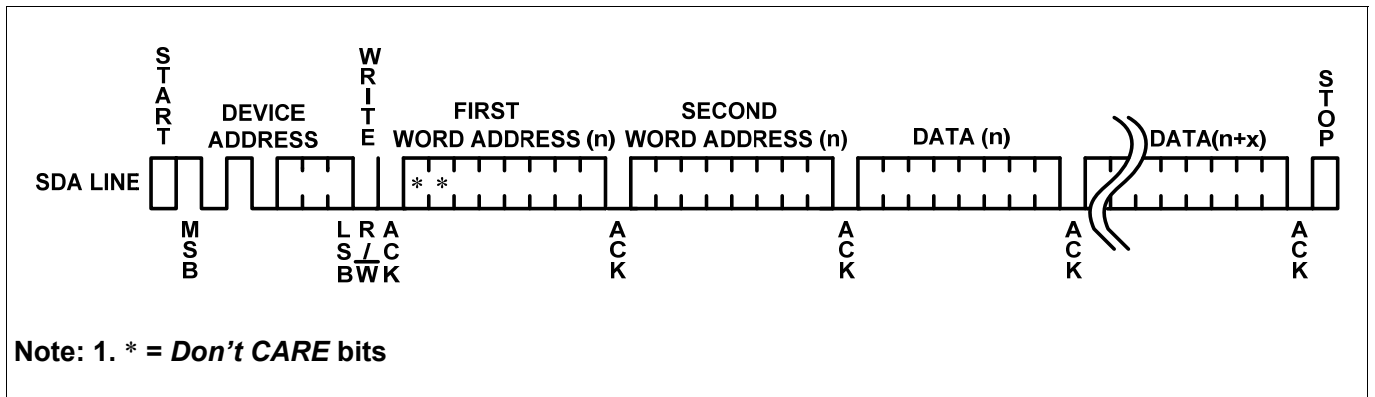 START
WRITE
STOP
DEVICE
ADDRESS
FIRST
WORD ADDRESS (n)
SECOND
WORD ADDRESS (n)
DATA (n)
DATA(n+x)
SDA LINE
* *
MSB
LSB
R/W
ACK
ACK
ACK
ACK
ACK
Note: 1. * = Don't CARE bits